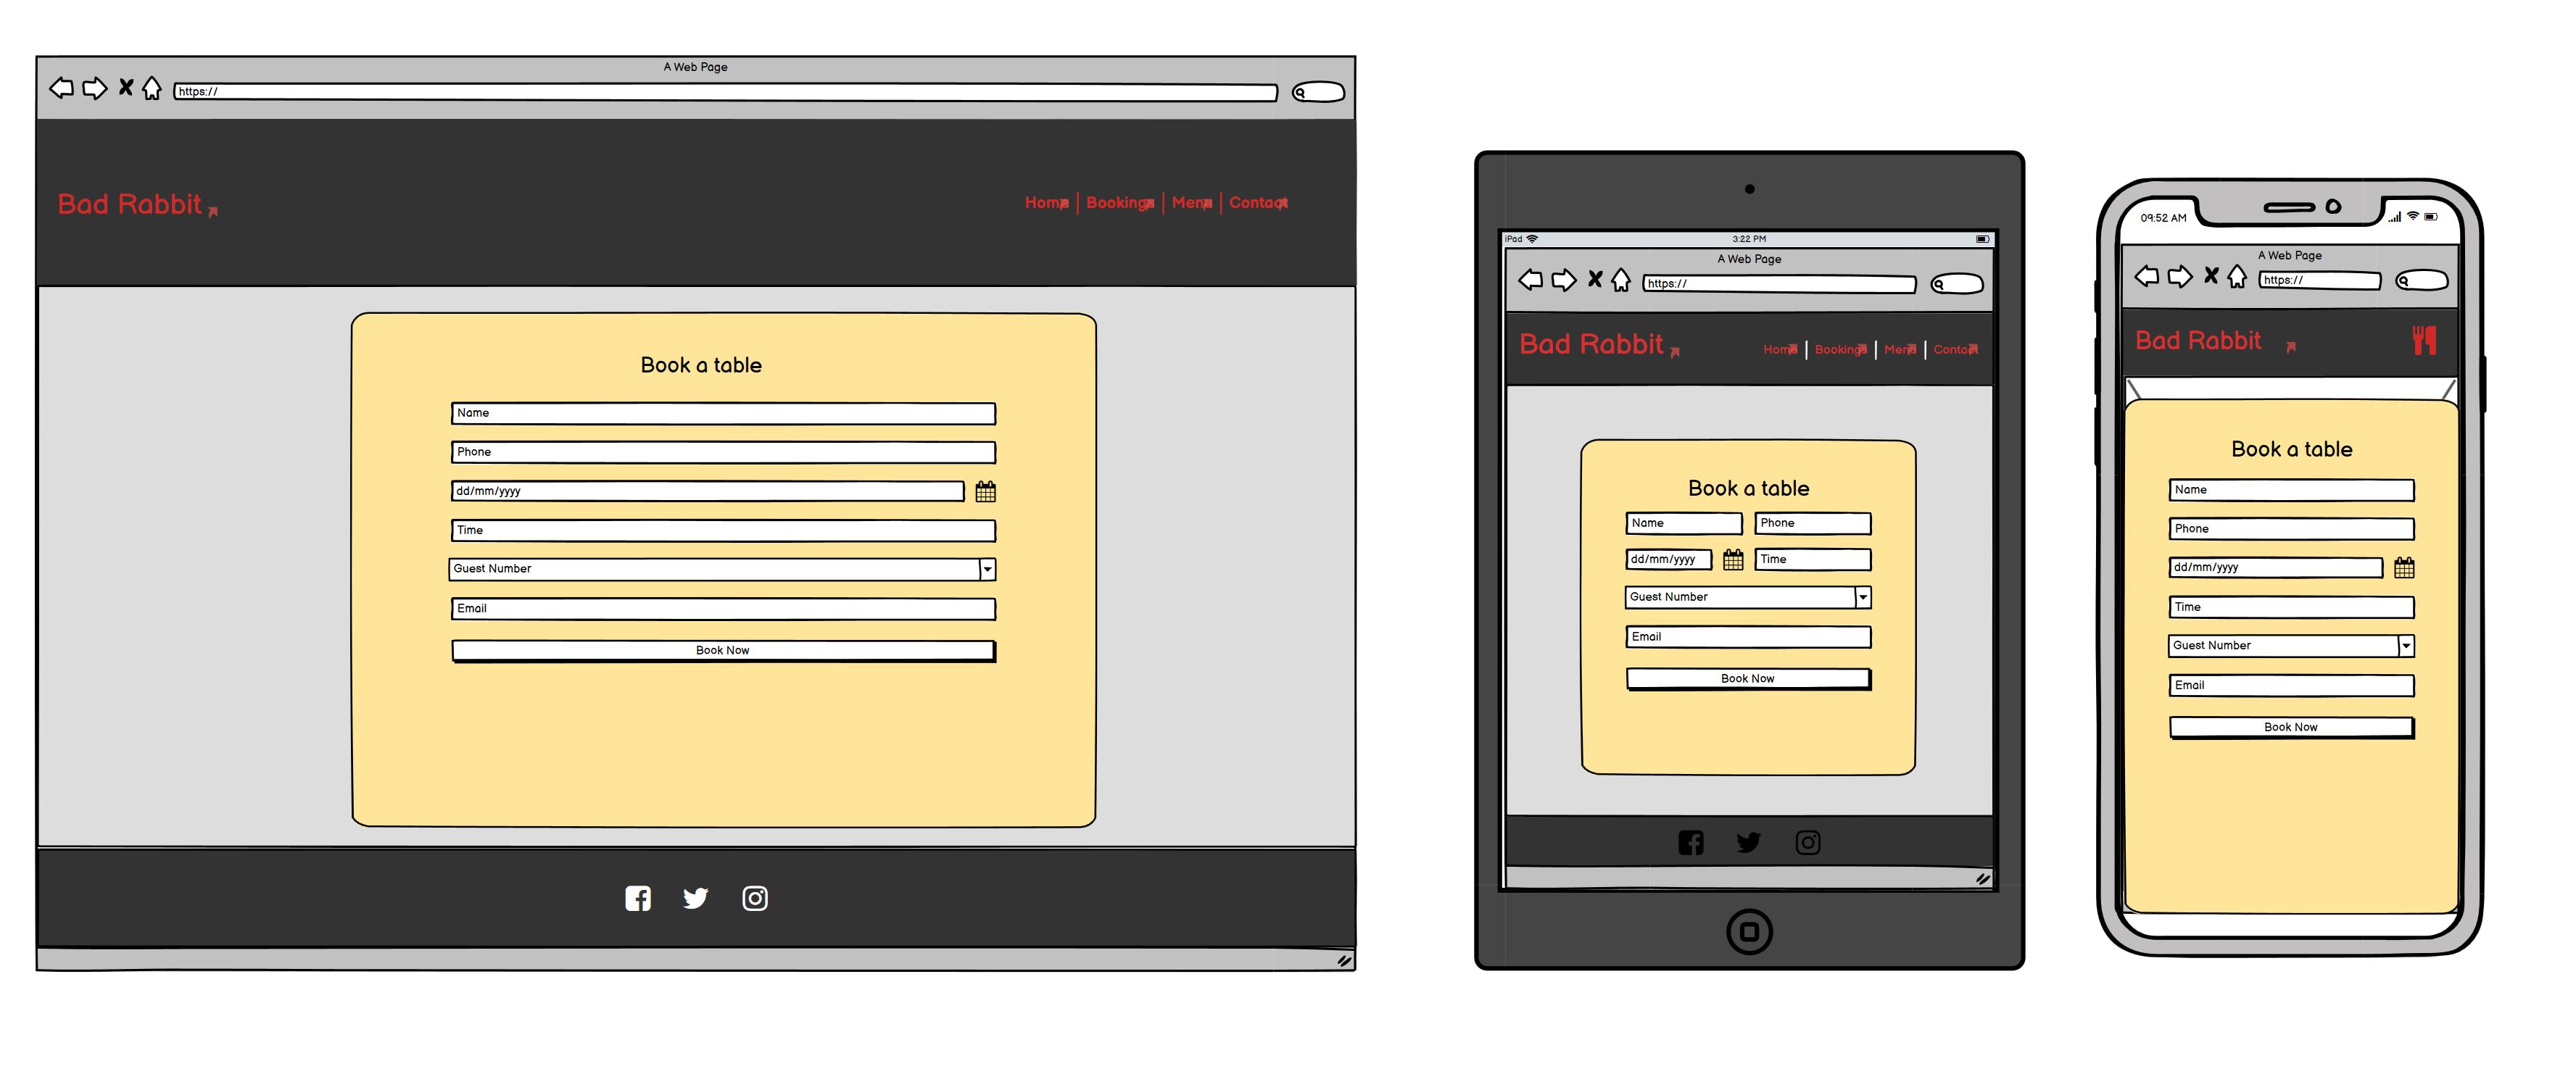 A Web Page
https://
Bad Rabbit
Home | Bookings | Menu | Contact
Book a table
Name
Phone
dd/mm/yyyy
Time
Guest Number
Email
Book Now
iPad
3:22 PM
A Web Page
https://
Bad Rabbit
Home | Bookings | Menu | Contact
Book a table
Name Phone
dd/mm/yyyy Time
Guest Number
Email
Book Now
09:52 AM
A Web Page
https://
Bad Rabbit
Book a table
Name
Phone
dd/mm/yyyy
Time
Guest Number
Email
Book Now